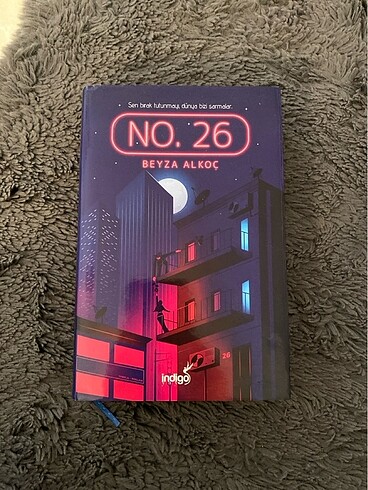 Sen bırak tutunmayı, dünya bizi sarmalar.
NO. 26
BEYZA ALKOÇ
26
indigo